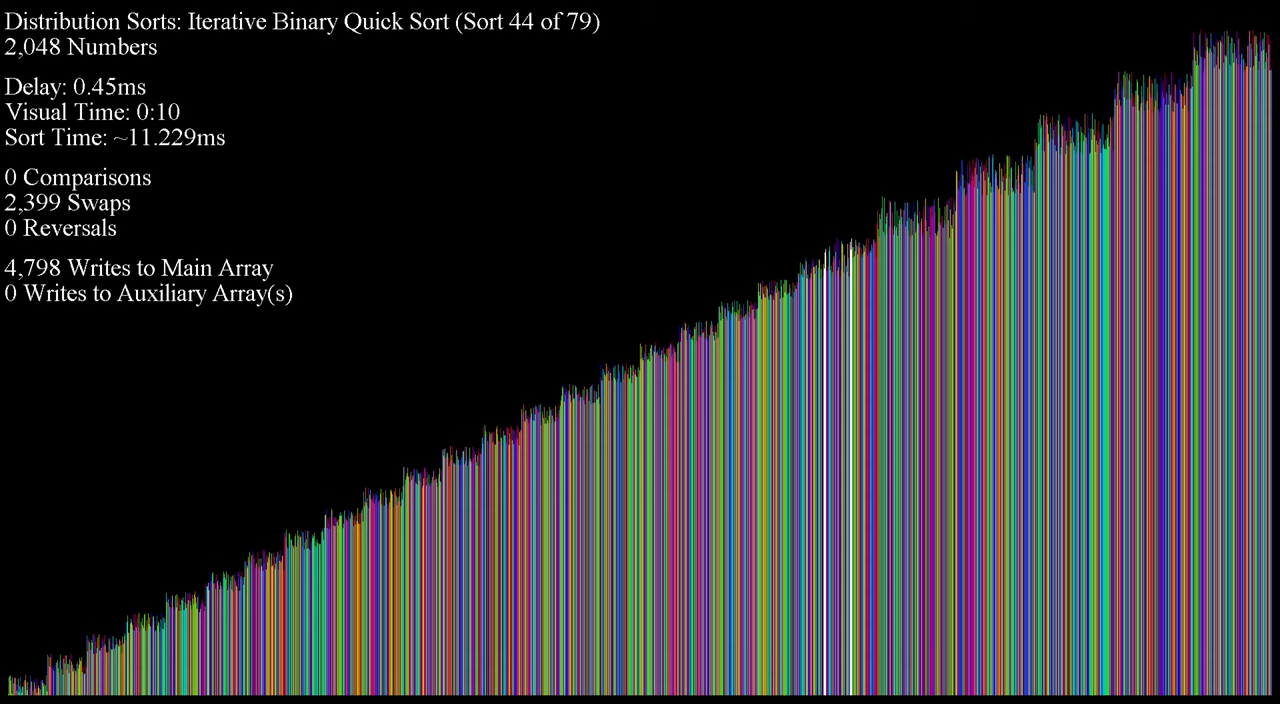 Distribution Sorts: Iterative Binary Quick Sort (Sort 44 of 79)
2,048 Numbers
Delay: 0.45ms
Visual Time: 0:10
Sort Time: ~11.229ms
0 Comparisons
2,399 Swaps
0 Reversals
4,798 Writes to Main Array
0 Writes to Auxiliary Array(s)